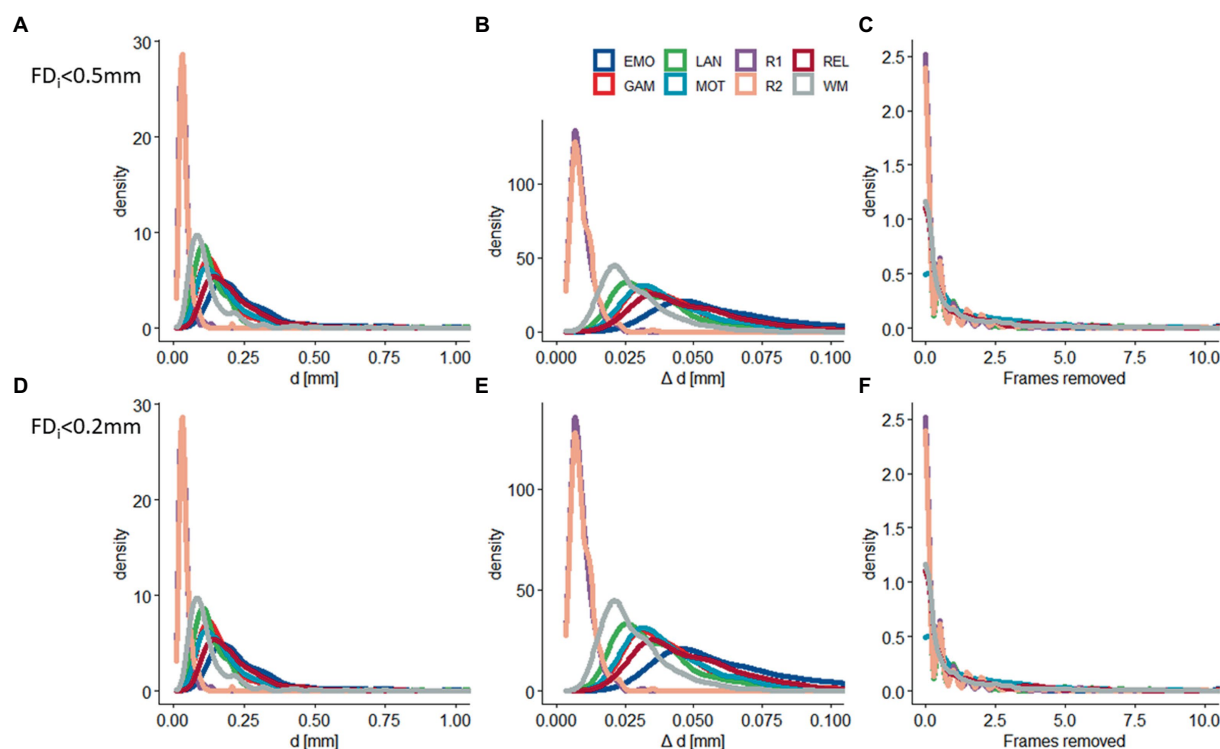 A
FDi<0.5mm
30
20
10
0
density
0.00 0.25 0.50 0.75 1.00
d [mm]
B
EMO LAN R1 REL
GAM MOT R2 WM
100
50
0
density
0.000 0.025 0.050 0.075 0.100
Δ d [mm]
C
2.5
2.0
1.5
1.0
0.5
0.0
density
0.0 2.5 5.0 7.5 10.0
Frames removed
D
FDi<0.2mm
30
20
10
0
density
0.00 0.25 0.50 0.75 1.00
d [mm]
E
100
50
0
density
0.000 0.025 0.050 0.075 0.100
Δ d [mm]
F
2.5
2.0
1.5
1.0
0.5
0.0
density
0.0 2.5 5.0 7.5 10.0
Frames removed